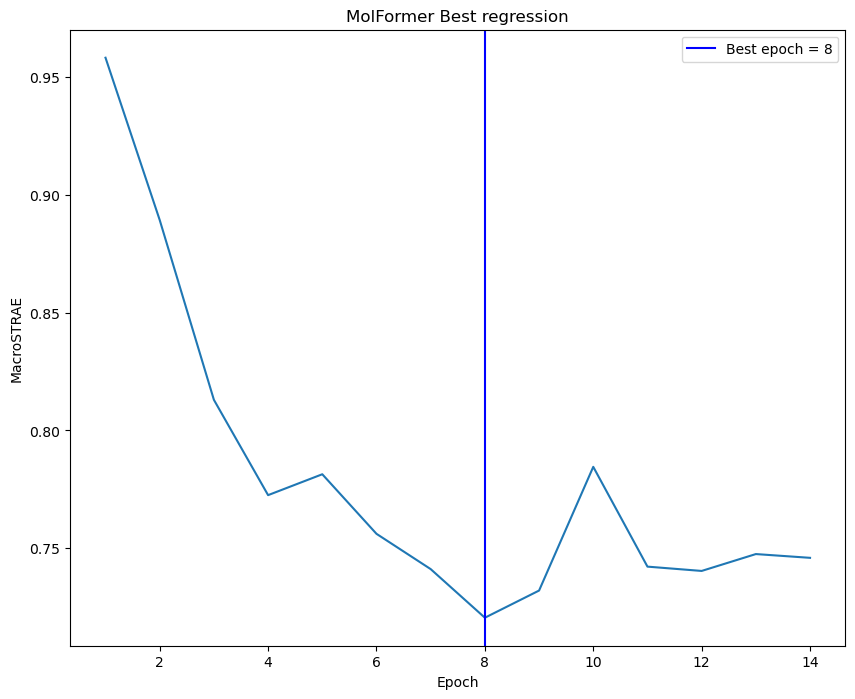 MolFormer Best regression
Best epoch = 8
0.95
0.90
0.85
0.80
0.75
MacroSTRAE
2 4 6 8 10 12 14
Epoch